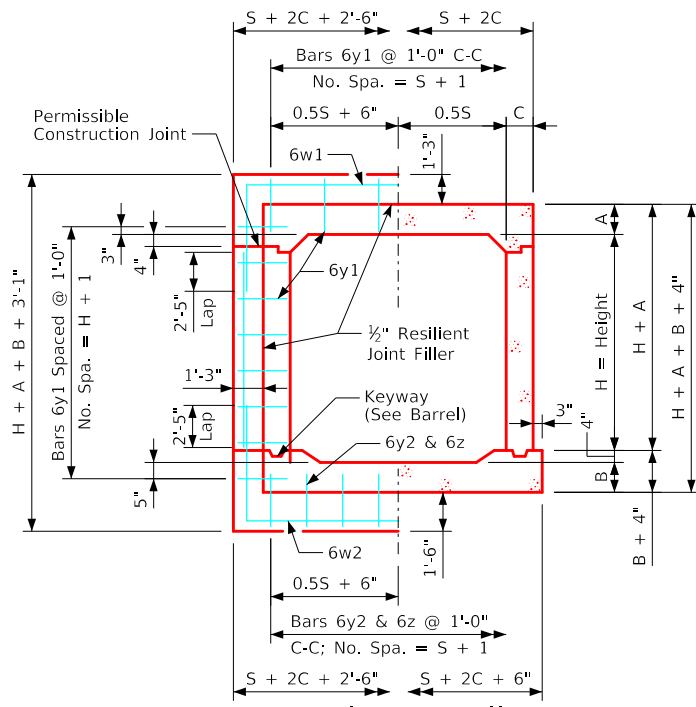 S + 2C + 2'-6"
S + 2C
Bars 6y1 @ 1'-0" C-C
No. Spa. = S + 1
Permissible
Construction Joint
0.5S + 6"
0.5S
C
6w1
1'-3"
A
3"
4"
6y1
2'-5"
Lap
½" Resilient
Joint Filler
H + A + B + 3'-1"
Bars 6y1 Spaced @ 1'-0"
No. Spa. = H + 1
H = Height
H + A
H + A + B + 4"
1'-3"
Keyway
(See Barrel)
3"
4"
2'-5"
Lap
6y2 & 6z
B
5"
B + 4"
6w2
1'-6"
0.5S + 6"
Bars 6y2 & 6z @ 1'-0"
C-C; No. Spa. = S + 1
S + 2C + 2'-6"
S + 2C + 6"